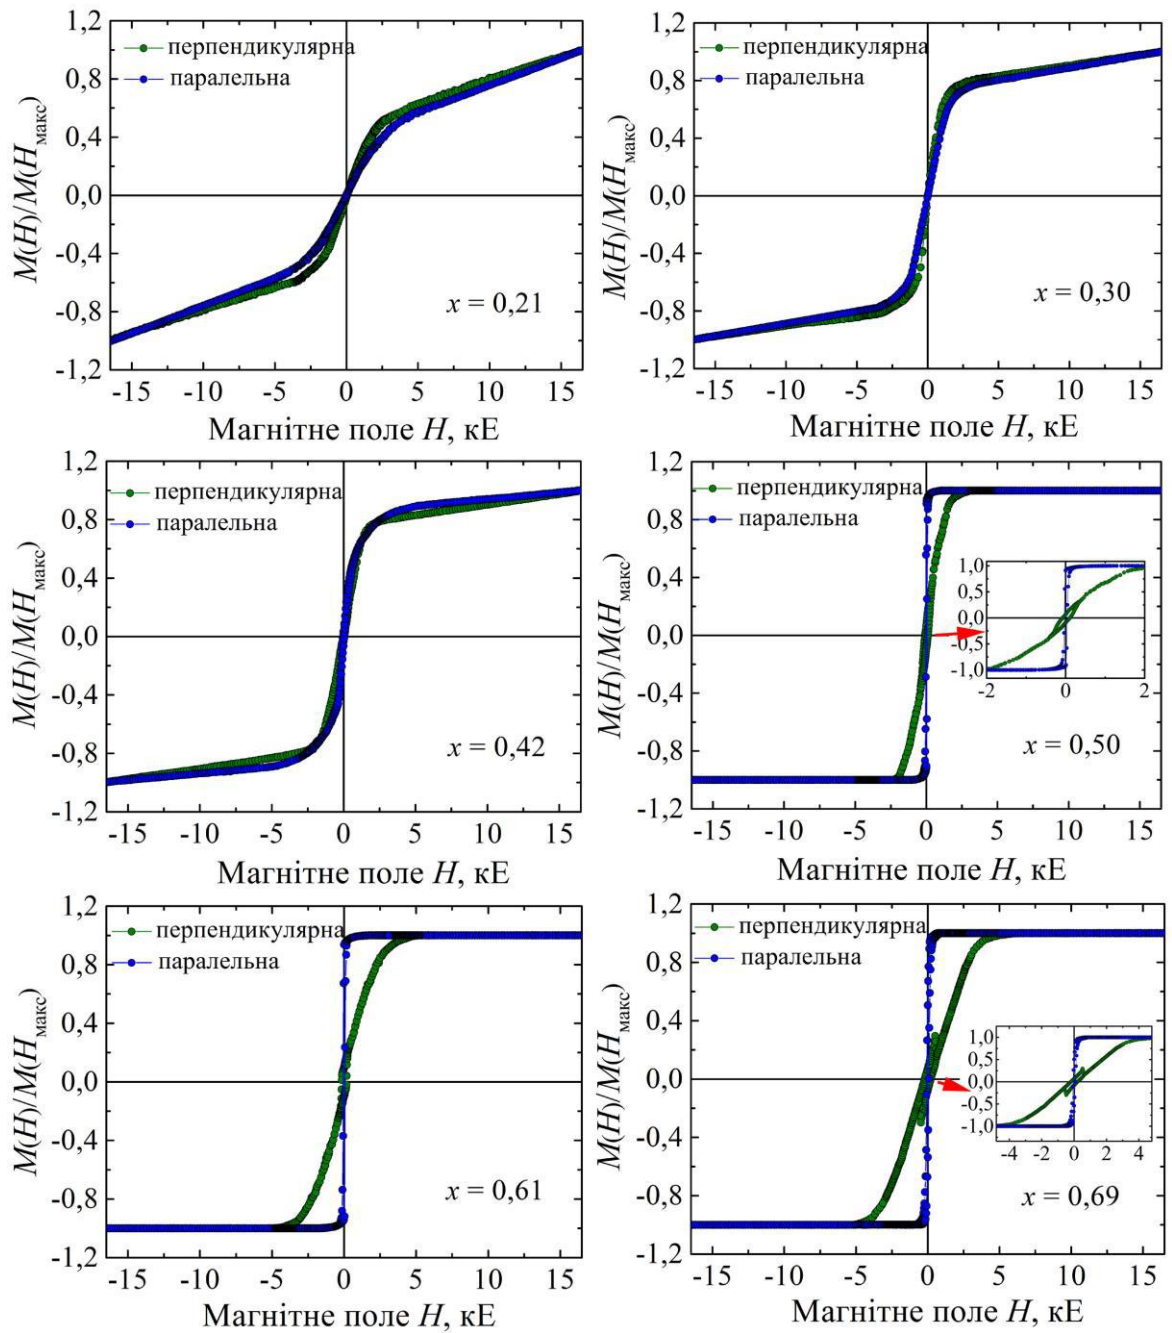 1,2
0,8
0,4
0,0
-0,4
-0,8
-1,2
M(H)/M(Hмакс)
перпендикулярна
паралельна
x = 0,21
-15 -10 -5 0 5 10 15
Магнітне поле H, кЕ
1,2
0,8
0,4
0,0
-0,4
-0,8
-1,2
M(H)/M(Hмакс)
перпендикулярна
паралельна
x = 0,30
-15 -10 -5 0 5 10 15
Магнітне поле H, кЕ
1,2
0,8
0,4
0,0
-0,4
-0,8
-1,2
M(H)/M(Hмакс)
перпендикулярна
паралельна
x = 0,42
-15 -10 -5 0 5 10 15
Магнітне поле H, кЕ
1,2
0,8
0,4
0,0
-0,4
-0,8
-1,2
M(H)/M(Hмакс)
перпендикулярна
паралельна
1,0
0,5
0,0
-0,5
-1,0
-2 0 2
x = 0,50
-15 -10 -5 0 5 10 15
Магнітне поле H, кЕ
1,2
0,8
0,4
0,0
-0,4
-0,8
-1,2
M(H)/M(Hмакс)
перпендикулярна
паралельна
x = 0,61
-15 -10 -5 0 5 10 15
Магнітне поле H, кЕ
1,2
0,8
0,4
0,0
-0,4
-0,8
-1,2
M(H)/M(Hмакс)
перпендикулярна
паралельна
1,0
0,5
0,0
-0,5
-1,0
-4 -2 0 2 4
x = 0,69
-15 -10 -5 0 5 10 15
Магнітне поле H, кЕ